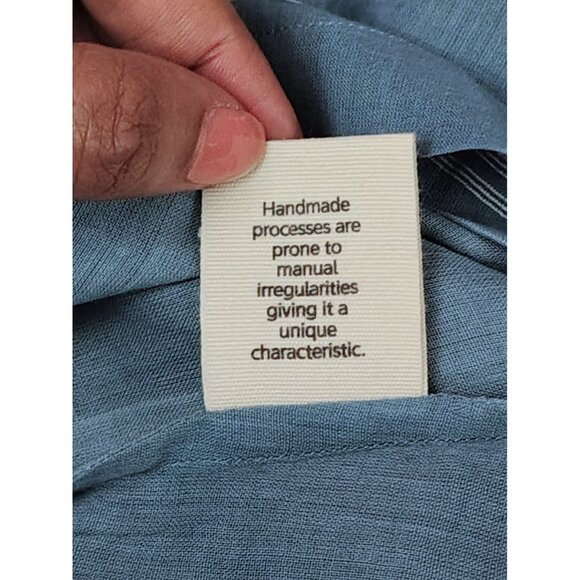 Handmade
processes are
prone to
manual
irregularities
giving it a
unique
characteristic.